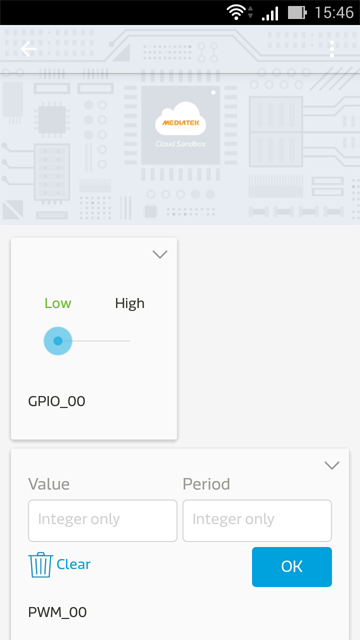 15:46
MEDIATEK
Cloud Sandbox
Low High
GPIO_00
Value Period
Integer only Integer only
Clear OK
PWM_00